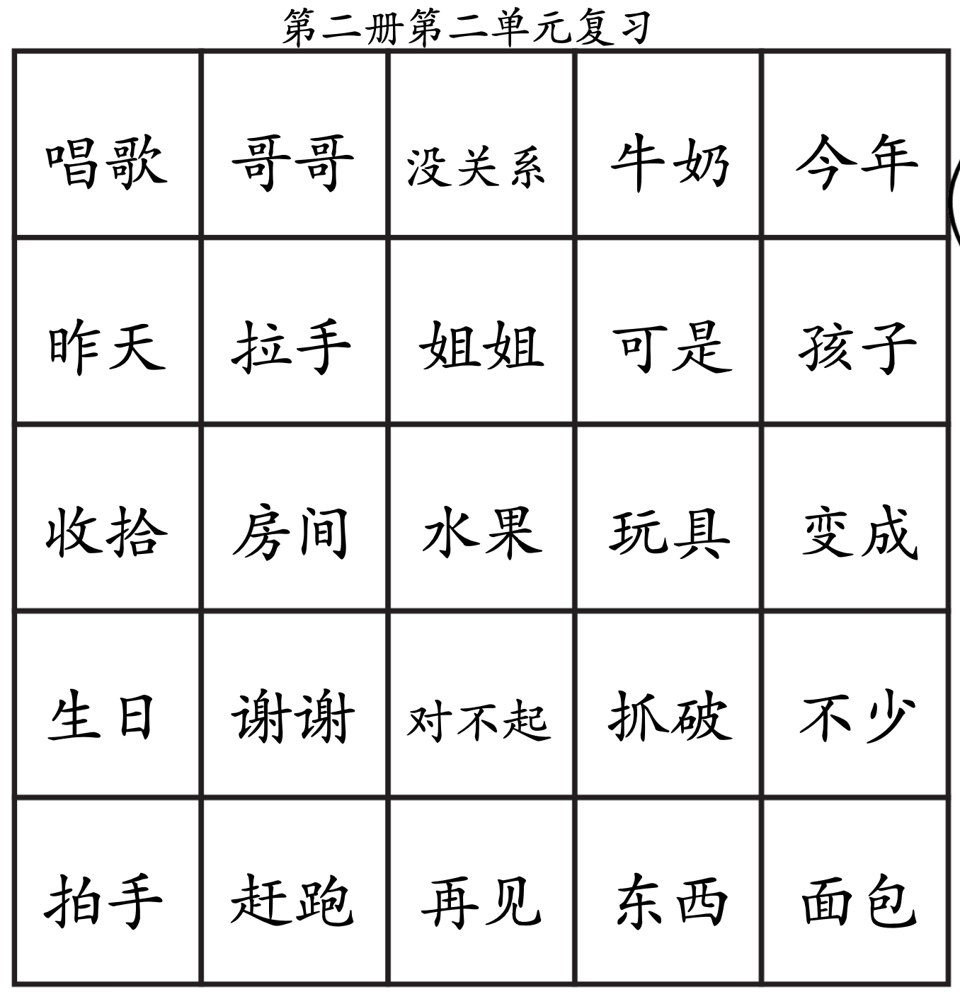 第二册第二单元复习
唱歌 哥哥 没关系 牛奶 今年
昨天 拉手 姐姐 可是 孩子
收拾 房间 水果 玩具 变成
生日 谢谢 对不起 抓破 不少
拍手 赶跑 再见 东西 面包